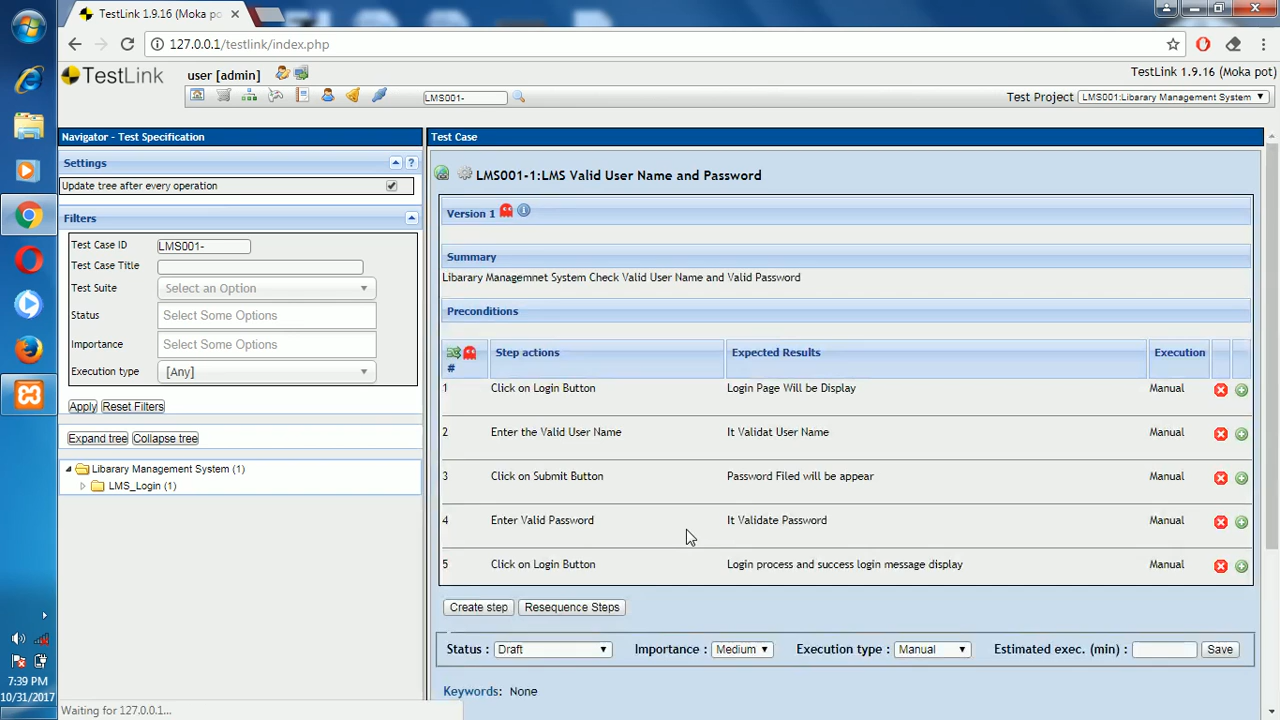 TestLink 1.9.16 (Moka po
127.0.0.1/testlink/index.php
TestLink
user [admin]
TestLink 1.9.16 (Moka pot)
LMS001-
Test Project
LMS001:Libarary Management System
Navigator - Test Specification
Settings
?
Update tree after every operation
Filters
Test Case ID
LMS001-
Test Case Title
Test Suite
Select an Option
Status
Select Some Options
Importance
Select Some Options
Execution type
[Any]
Apply
Reset Filters
Expand tree
Collapse tree
Libarary Management System (1)
LMS_Login (1)
Test Case
LMS001-1:LMS Valid User Name and Password
Version 1
Summary
Libarary Managemnet System Check Valid User Name and Valid Password
Preconditions
# Step actions Expected Results Execution
1 Click on Login Button Login Page Will be Display Manual
2 Enter the Valid User Name It Validat User Name Manual
3 Click on Submit Button Password Filed will be appear Manual
4 Enter Valid Password It Validate Password Manual
5 Click on Login Button Login process and success login message display Manual
Create step
Resequence Steps
Status : Draft Importance : Medium Execution type : Manual Estimated exec. (min) : Save
Keywords: None
Waiting for 127.0.0.1...
7:39 PM
10/31/2017